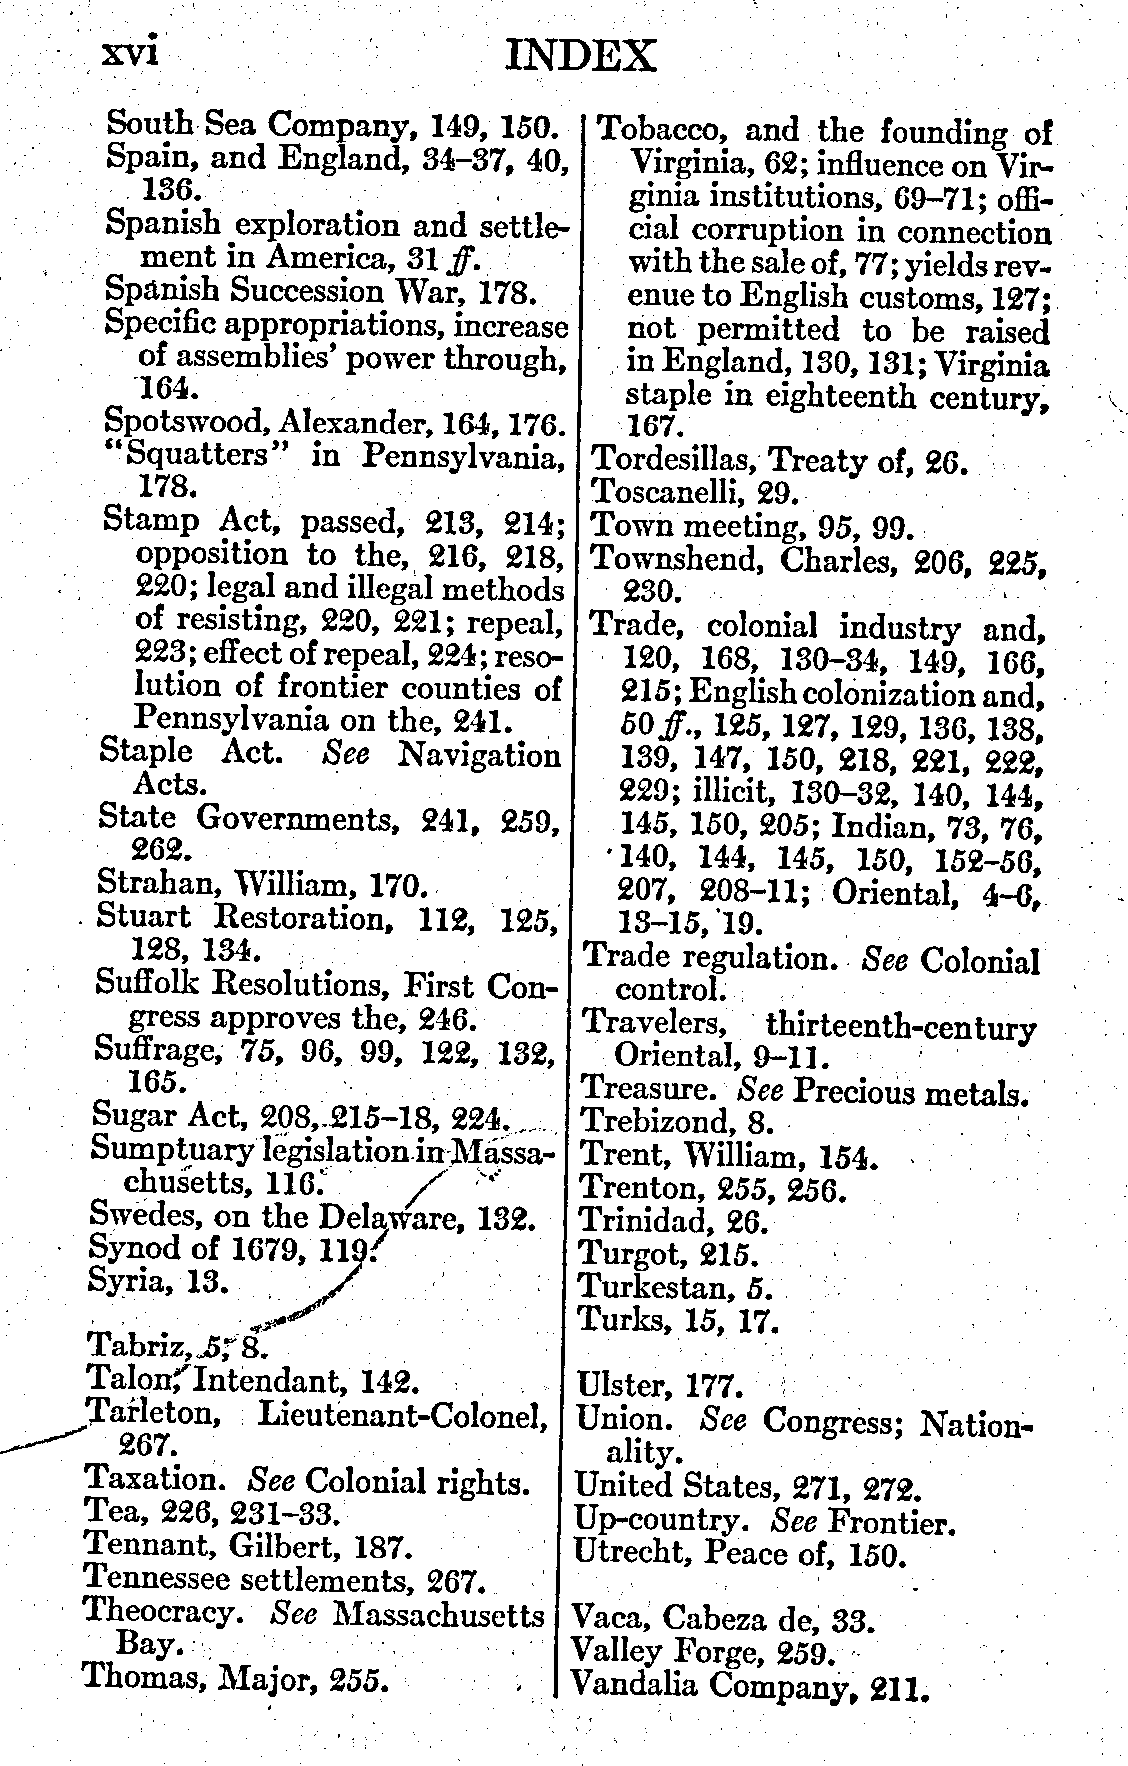 xvi INDEX
South Sea Company, 149, 150.
Spain, and England, 34–37, 40,
136.
Spanish exploration and settle-
ment in America, 31 ff.
Spanish Succession War, 178.
Specific appropriations, increase
of assemblies' power through,
164.
Spotswood, Alexander, 164, 176.
"Squatters" in Pennsylvania,
178.
Stamp Act, passed, 213, 214;
opposition to the, 216, 218,
220; legal and illegal methods
of resisting, 220, 221; repeal,
223; effect of repeal, 224; reso-
lution of frontier counties of
Pennsylvania on the, 241.
Staple Act. See Navigation
Acts.
State Governments, 241, 259,
262.
Strahan, William, 170.
Stuart Restoration, 112, 125,
128, 134.
Suffolk Resolutions, First Con-
gress approves the, 246.
Suffrage, 75, 96, 99, 122, 132,
165.
Sugar Act, 208, 215–18, 224.
Sumptuary legislation in Massa-
chusetts, 116.
Swedes, on the Delaware, 132.
Synod of 1679, 119.
Syria, 13.
Tabriz, 5, 8.
Talon, Intendant, 142.
Tarleton, Lieutenant-Colonel,
267.
Taxation. See Colonial rights.
Tea, 226, 231–33.
Tennant, Gilbert, 187.
Tennessee settlements, 267.
Theocracy. See Massachusetts
Bay.
Thomas, Major, 255.
Tobacco, and the founding of
Virginia, 62; influence on Vir-
ginia institutions, 69–71; offi-
cial corruption in connection
with the sale of, 77; yields rev-
enue to English customs, 127;
not permitted to be raised
in England, 130, 131; Virginia
staple in eighteenth century,
167.
Tordesillas, Treaty of, 26.
Toscanelli, 29.
Town meeting, 95, 99.
Townshend, Charles, 206, 225,
230.
Trade, colonial industry and,
120, 168, 130–34, 149, 166,
215; English colonization and,
50 ff., 125, 127, 129, 136, 138,
139, 147, 150, 218, 221, 222,
229; illicit, 130–32, 140, 144,
145, 150, 205; Indian, 73, 76,
140, 144, 145, 150, 152–56,
207, 208–11; Oriental, 4–6,
13–15, 19.
Trade regulation. See Colonial
control.
Travelers, thirteenth-century
Oriental, 9–11.
Treasure. See Precious metals.
Trebizond, 8.
Trent, William, 154.
Trenton, 255, 256.
Trinidad, 26.
Turgot, 215.
Turkestan, 5.
Turks, 15, 17.
Ulster, 177.
Union. See Congress; Nation-
ality.
United States, 271, 272.
Up-country. See Frontier.
Utrecht, Peace of, 150.
Vaca, Cabeza de, 33.
Valley Forge, 259.
Vandalia Company, 211.